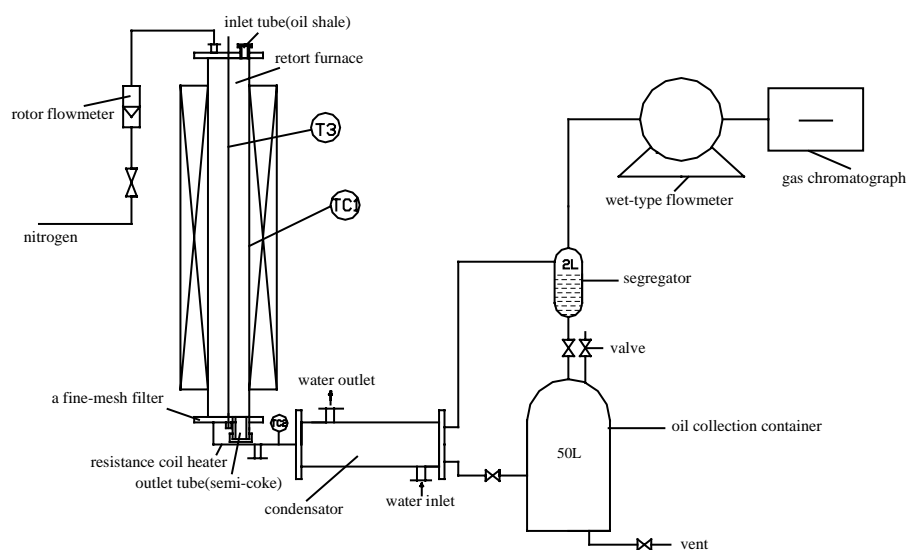 inlet tube(oil shale)
retort furnace
rotor flowmeter
T3
gas chromatograph
wet-type flowmeter
TC1
nitrogen
2L
segregator
valve
water outlet
a fine-mesh filter
TC2
oil collection container
50L
resistance coil heater
outlet tube(semi-coke)
water inlet
condensator
vent